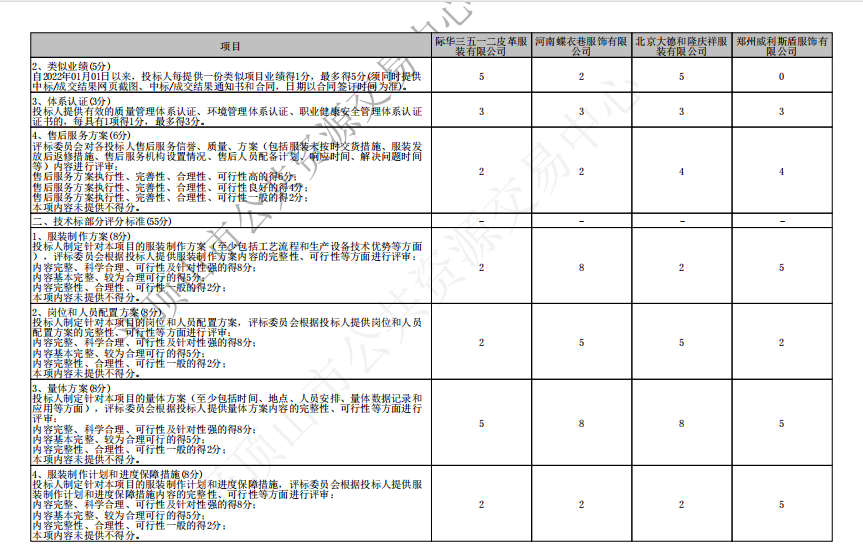 项目
际华三五一二皮革服
装有限公司
河南蝶衣巷服饰有限
公司
北京大德和隆庆祥服
装有限公司
郑州威利斯盾服饰有
限公司
2、类似业绩(5分)
自2022年01月01日以来，投标人每提供一份类似项目业绩得1分，最多得5分(须同时提供
中标/成交结果网页截图、中标/成交结果通知书和合同，日期以合同签订时间为准)。
5
2
5
0
3、体系认证(3分)
投标人提供有效的质量管理体系认证、环境管理体系认证、职业健康安全管理体系认证
证书的，每具有1项得1分，最多得3分。
3
3
3
3
4、售后服务方案(6分)
评标委员会对各投标人售后服务信誉、质量、方案（包括服装未按时交货措施、服装发
放后返修措施、售后服务机构设置情况、售后人员配备计划、响应时间、解决问题时间
等）内容进行评审：
售后服务方案执行性、完善性、合理性、可行性高的得6分；
售后服务方案执行性、完善性、合理性、可行性良好的得4分；
售后服务方案执行性、完善性、合理性、可行性一般的得2分；
本项内容未提供不得分。
2
2
4
4
二、技术标部分评分标准(55分)
-
-
-
-
1、服装制作方案(8分)
投标人制定针对本项目的服装制作方案（至少包括工艺流程和生产设备技术优势等方面
），评标委员会根据投标人提供服装制作方案内容的完整性、可行性等方面进行评审：
内容完整、科学合理、可行性及针对性强的得8分；
内容基本完整、较为合理可行的得5分；
内容完整性、合理性、可行性一般的得2分；
本项内容未提供不得分。
2
8
2
5
2、岗位和人员配置方案(8分)
投标人制定针对本项目的岗位和人员配置方案，评标委员会根据投标人提供岗位和人员
配置方案的完整性、可行性等方面进行评审：
内容完整、科学合理、可行性及针对性强的得8分；
内容基本完整、较为合理可行的得5分；
内容完整性、合理性、可行性一般的得2分；
本项内容未提供不得分。
2
5
5
2
3、量体方案(8分)
投标人制定针对本项目的量体方案（至少包括时间、地点、人员安排、量体数据记录和
应用等方面），评标委员会根据投标人提供量体方案内容的完整性、可行性等方面进行
评审：
内容完整、科学合理、可行性及针对性强的得8分；
内容基本完整、较为合理可行的得5分；
内容完整性、合理性、可行性一般的得2分；
本项内容未提供不得分。
5
8
8
5
4、服装制作计划和进度保障措施(8分)
投标人制定针对本项目的服装制作计划和进度保障措施，评标委员会根据投标人提供服
装制作计划和进度保障措施内容的完整性、可行性等方面进行评审：
内容完整、科学合理、可行性及针对性强的得8分；
内容基本完整、较为合理可行的得5分；
内容完整性、合理性、可行性一般的得2分；
本项内容未提供不得分。
2
2
2
5
顶山市公共资源交易中心
顶山市公共资源交易中心